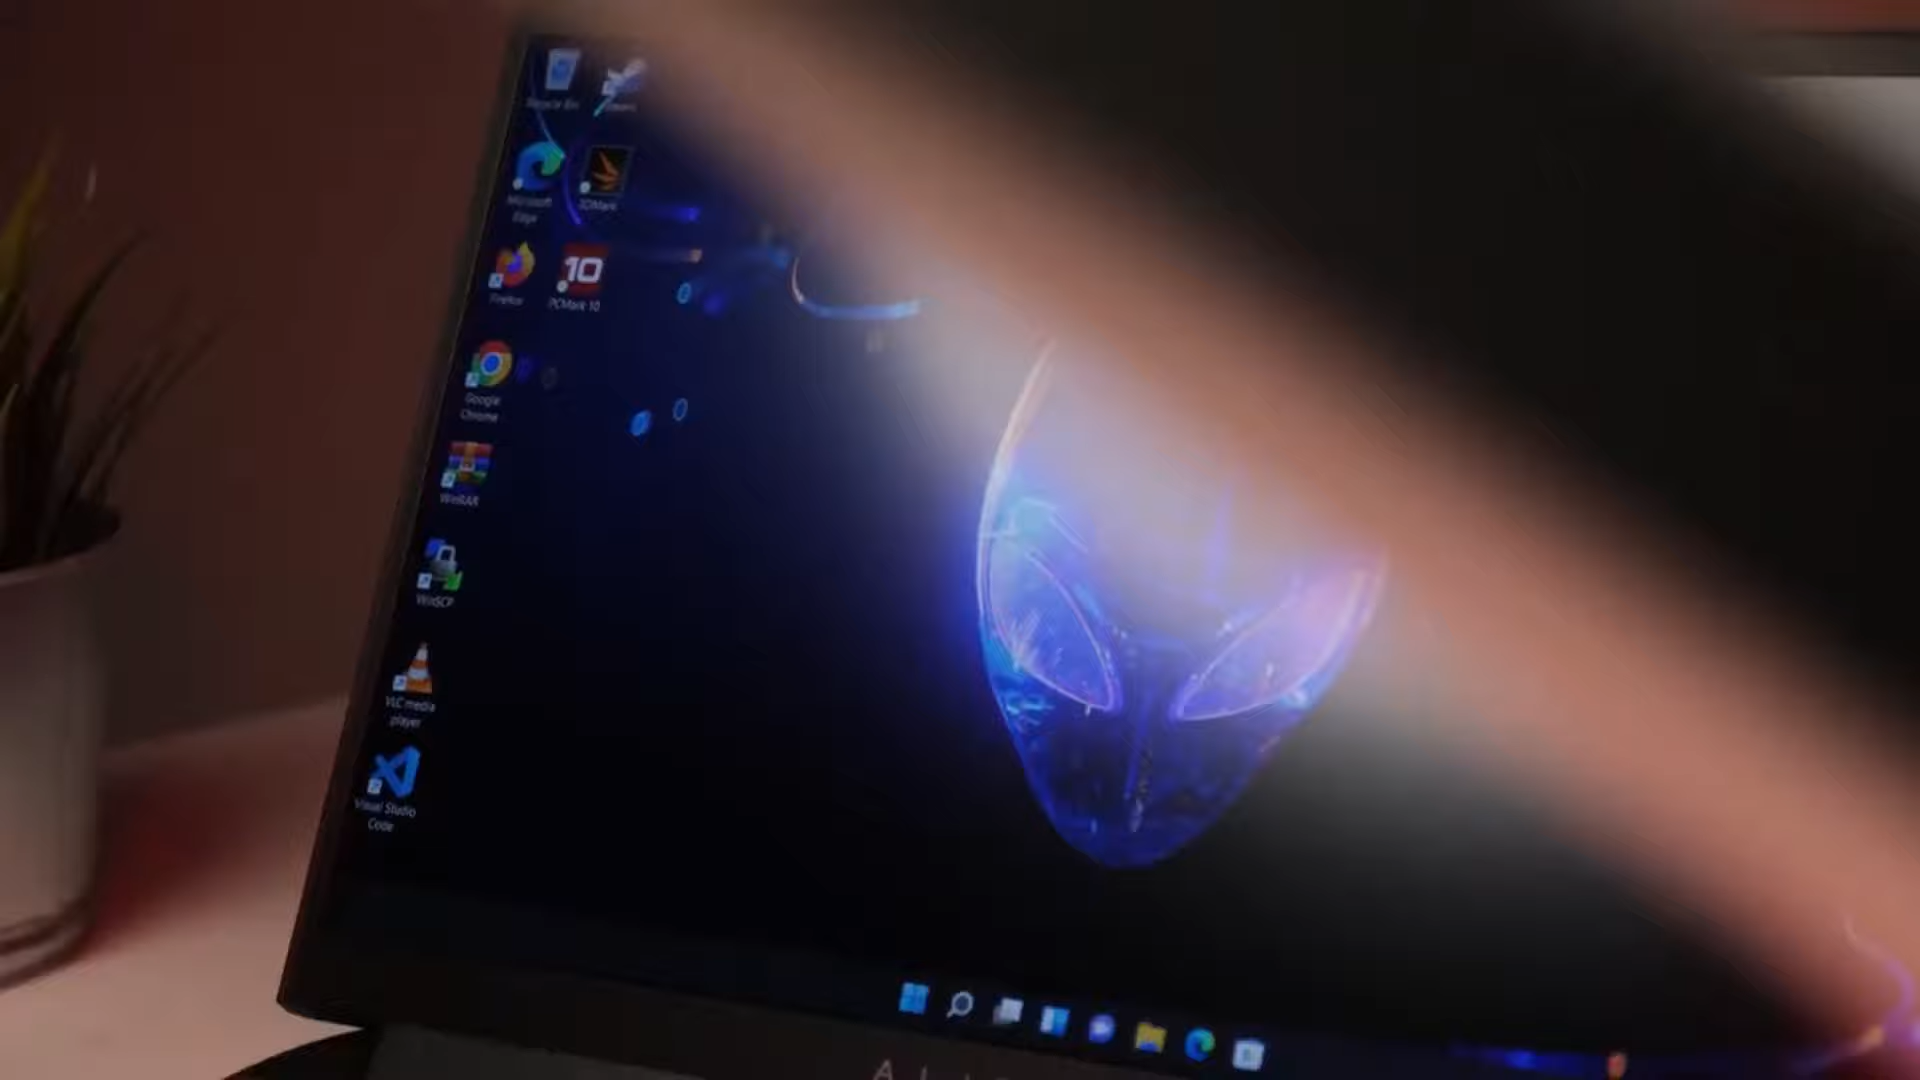 Recycle Bin
Steam
Microsoft
Edge
3DMark
Firefox
10
PCMark 10
Google
Chrome
WinRAR
WinSCP
VLC media
player
Visual Studio
Code
A L I